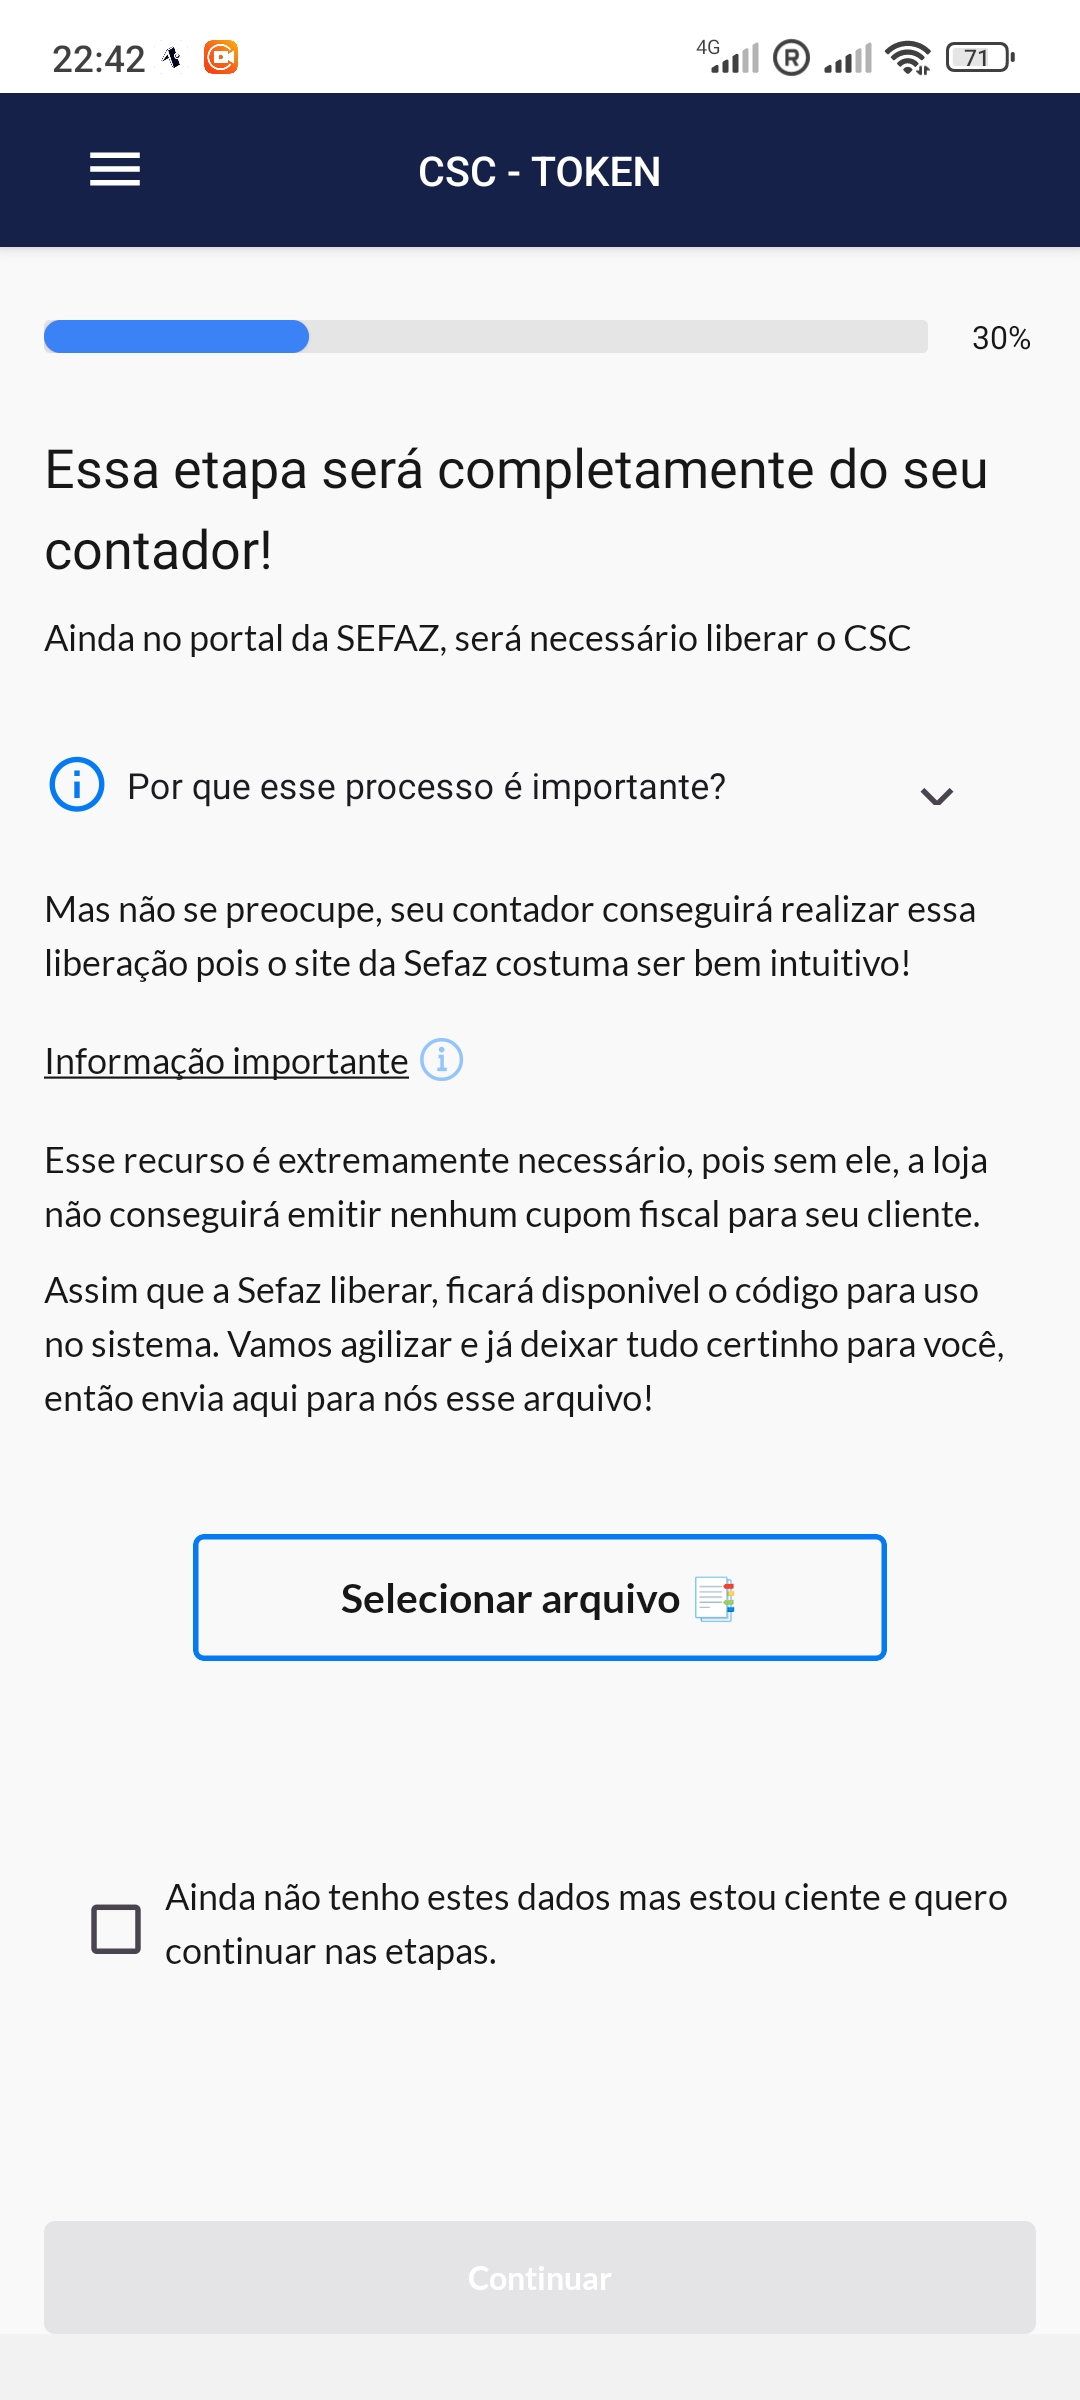 22:42
4G
R
71
CSC - TOKEN
30%
Essa etapa será completamente do seu
contador!
Ainda no portal da SEFAZ, será necessário liberar o CSC
Por que esse processo é importante?
Mas não se preocupe, seu contador conseguirá realizar essa
liberação pois o site da Sefaz costuma ser bem intuitivo!
Informação importante
Esse recurso é extremamente necessário, pois sem ele, a loja
não conseguirá emitir nenhum cupom fiscal para seu cliente.
Assim que a Sefaz liberar, ficará disponivel o código para uso
no sistema. Vamos agilizar e já deixar tudo certinho para você,
então envia aqui para nós esse arquivo!
Selecionar arquivo
Ainda não tenho estes dados mas estou ciente e quero
continuar nas etapas.
Continuar